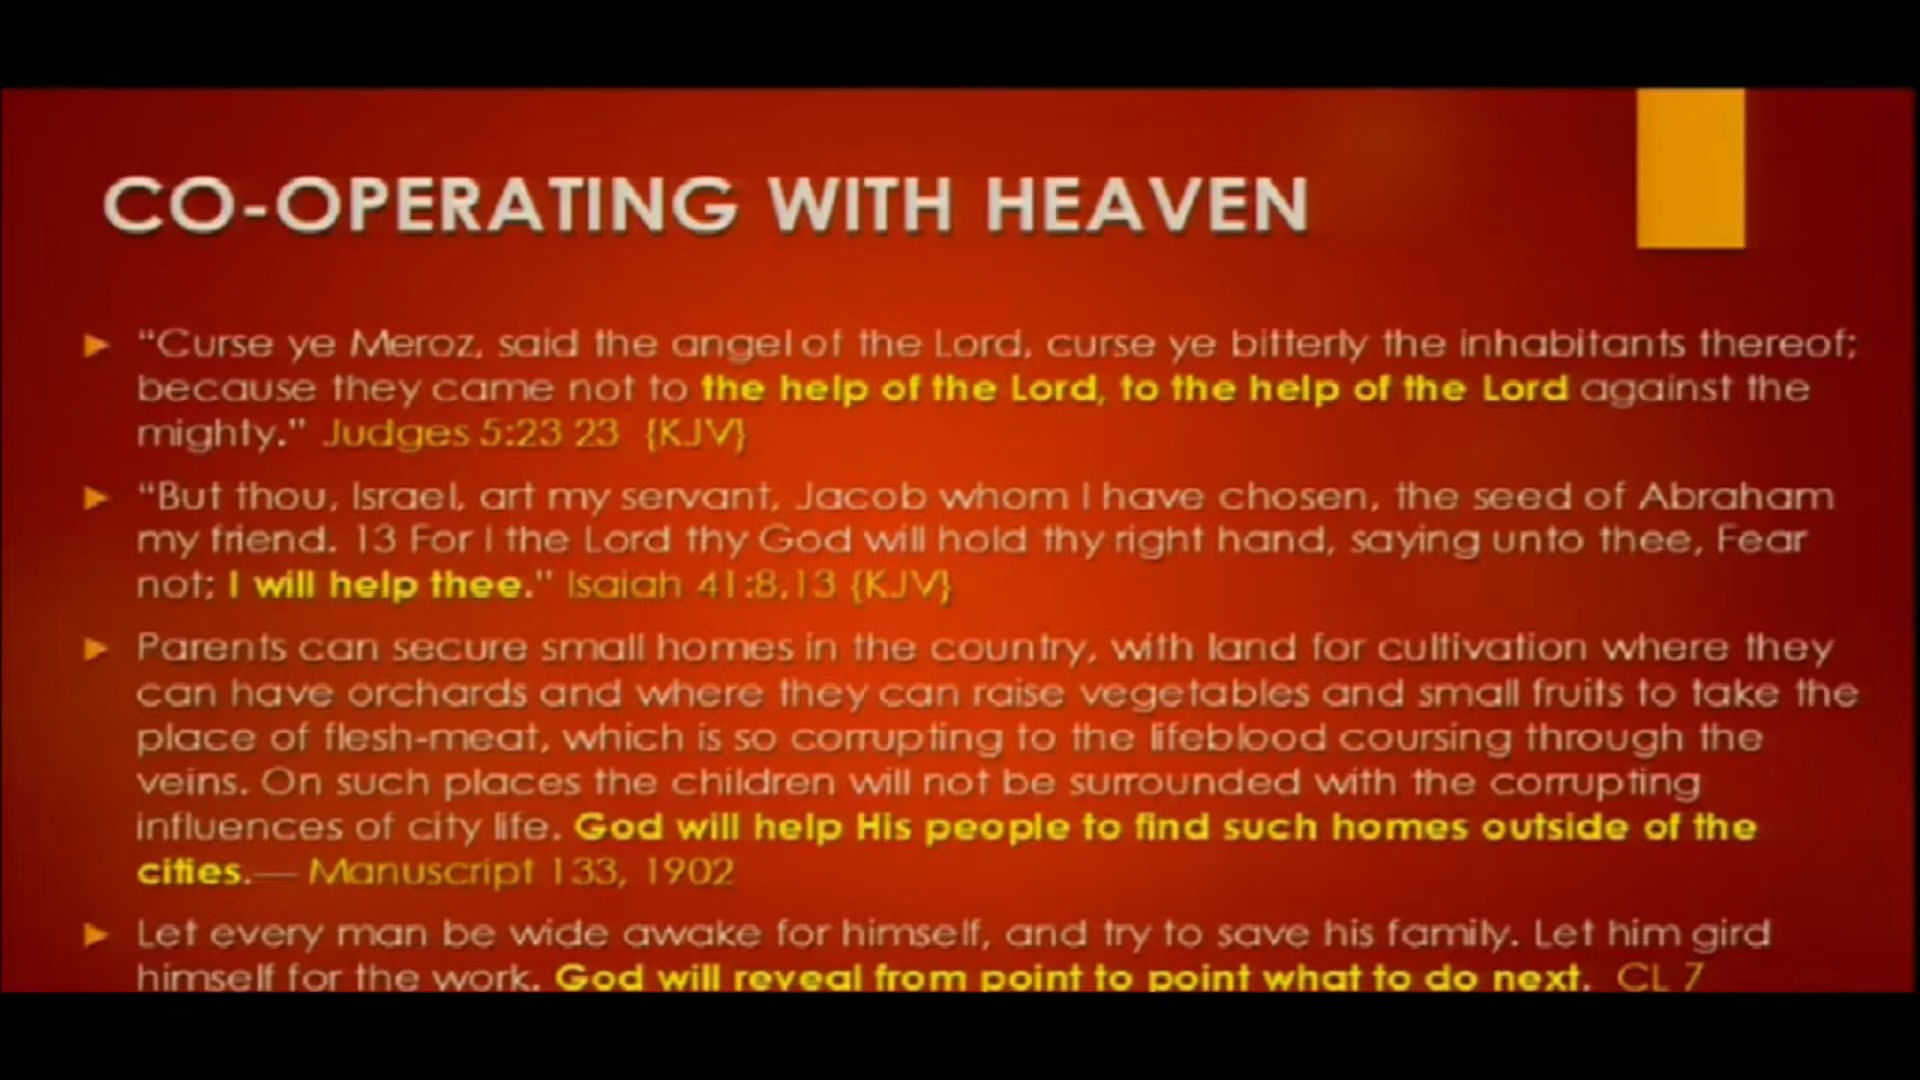 CO-OPERATING WITH HEAVEN
"Curse ye Meroz, said the angel of the Lord, curse ye bitterly the inhabitants thereof;
because they came not to the help of the Lord, to the help of the Lord against the
mighty." Judges 5:23 23 {KJV}
"But thou, Israel, art my servant, Jacob whom I have chosen, the seed of Abraham
my friend. 13 For I the Lord thy God will hold thy right hand, saying unto thee, Fear
not; I will help thee." Isaiah 41:8,13 {KJV}
Parents can secure small homes in the country, with land for cultivation where they
can have orchards and where they can raise vegetables and small fruits to take the
place of flesh-meat, which is so corrupting to the lifeblood coursing through the
veins. On such places the children will not be surrounded with the corrupting
influences of city life. God will help His people to find such homes outside of the
cities.— Manuscript 133, 1902
Let every man be wide awake for himself, and try to save his family. Let him gird
himself for the work. God will reveal from point to point what to do next. CL 7